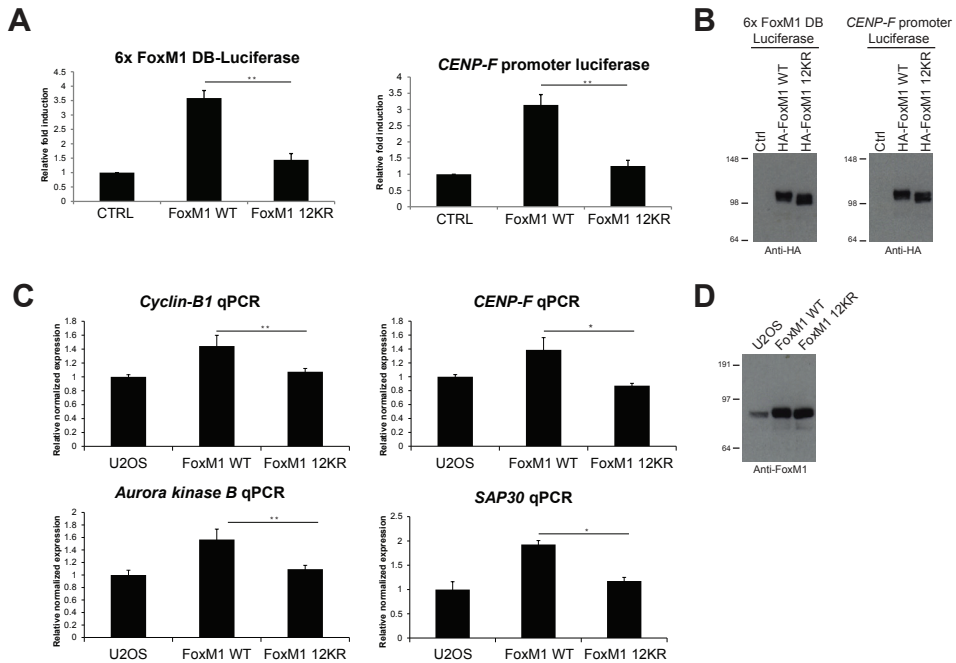 A
6x FoxM1 DB-Luciferase
Relative fold induction
4.5
4
3.5
3
2.5
2
1.5
1
0.5
0
**
CTRL FoxM1 WT FoxM1 12KR
CENP-F promoter luciferase
Relative fold induction
4
3.5
3
2.5
2
1.5
1
0.5
0
**
CTRL FoxM1 WT FoxM1 12KR
B
6x FoxM1 DB
Luciferase
CENP-F promoter
Luciferase
Ctrl
HA-FoxM1 WT
HA-FoxM1 12KR
Ctrl
HA-FoxM1 WT
HA-FoxM1 12KR
148
98
64
148
98
64
Anti-HA
Anti-HA
C
Cyclin-B1 qPCR
Relative normalized expression
1.8
1.6
1.4
1.2
1
0.8
0.6
0.4
0.2
0
**
U2OS FoxM1 WT FoxM1 12KR
CENP-F qPCR
Relative normalized expression
1.8
1.6
1.4
1.2
1
0.8
0.6
0.4
0.2
0
*
U2OS FoxM1 WT FoxM1 12KR
D
U2OS
FoxM1 WT
FoxM1 12KR
191
97
64
Anti-FoxM1
Aurora kinase B qPCR
Relative normalized expression
2
1.8
1.6
1.4
1.2
1
0.8
0.6
0.4
0.2
0
**
U2OS FoxM1 WT FoxM1 12KR
SAP30 qPCR
Relative normalized expression
2.5
2
1.5
1
0.5
0
*
U2OS FoxM1 WT FoxM1 12KR